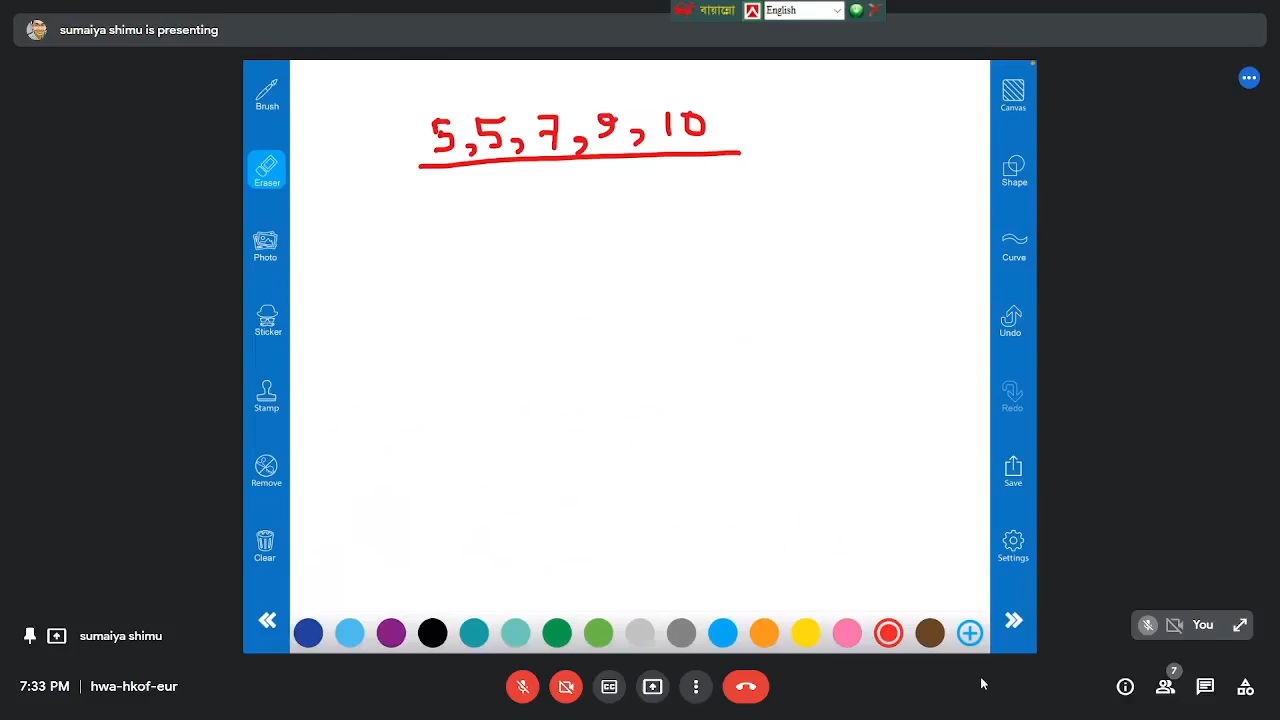 বায়ান্নো English
sumaiya shimu is presenting
Brush
Canvas
5, 5, 7, 9, 10
Eraser
Shape
Photo
Curve
Sticker
Undo
Stamp
Redo
Remove
Save
Clear
Settings
sumaiya shimu
You
7:33 PM | hwa-hkof-eur
7